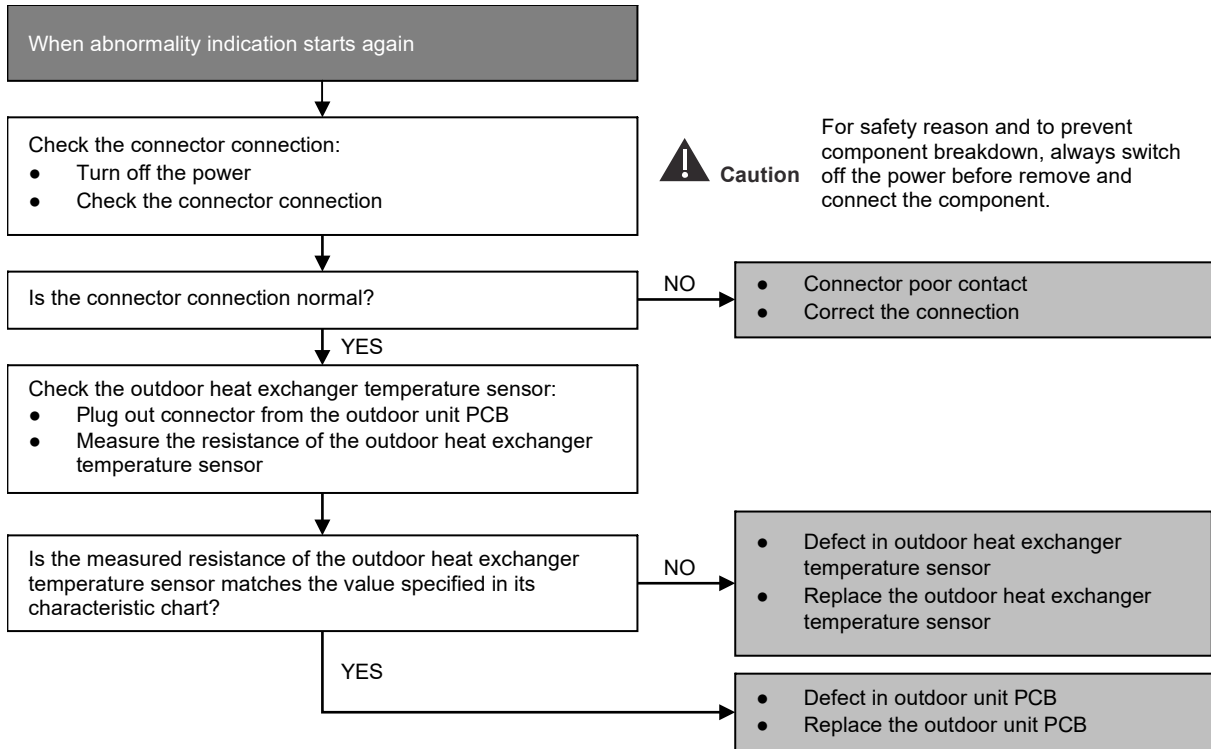 When abnormality indication starts again
Check the connector connection:
● Turn off the power
● Check the connector connection
Caution
For safety reason and to prevent
component breakdown, always switch
off the power before remove and
connect the component.
Is the connector connection normal?
NO
● Connector poor contact
● Correct the connection
YES
Check the outdoor heat exchanger temperature sensor:
● Plug out connector from the outdoor unit PCB
● Measure the resistance of the outdoor heat exchanger
temperature sensor
Is the measured resistance of the outdoor heat exchanger
temperature sensor matches the value specified in its
characteristic chart?
NO
● Defect in outdoor heat exchanger
temperature sensor
● Replace the outdoor heat exchanger
temperature sensor
YES
● Defect in outdoor unit PCB
● Replace the outdoor unit PCB